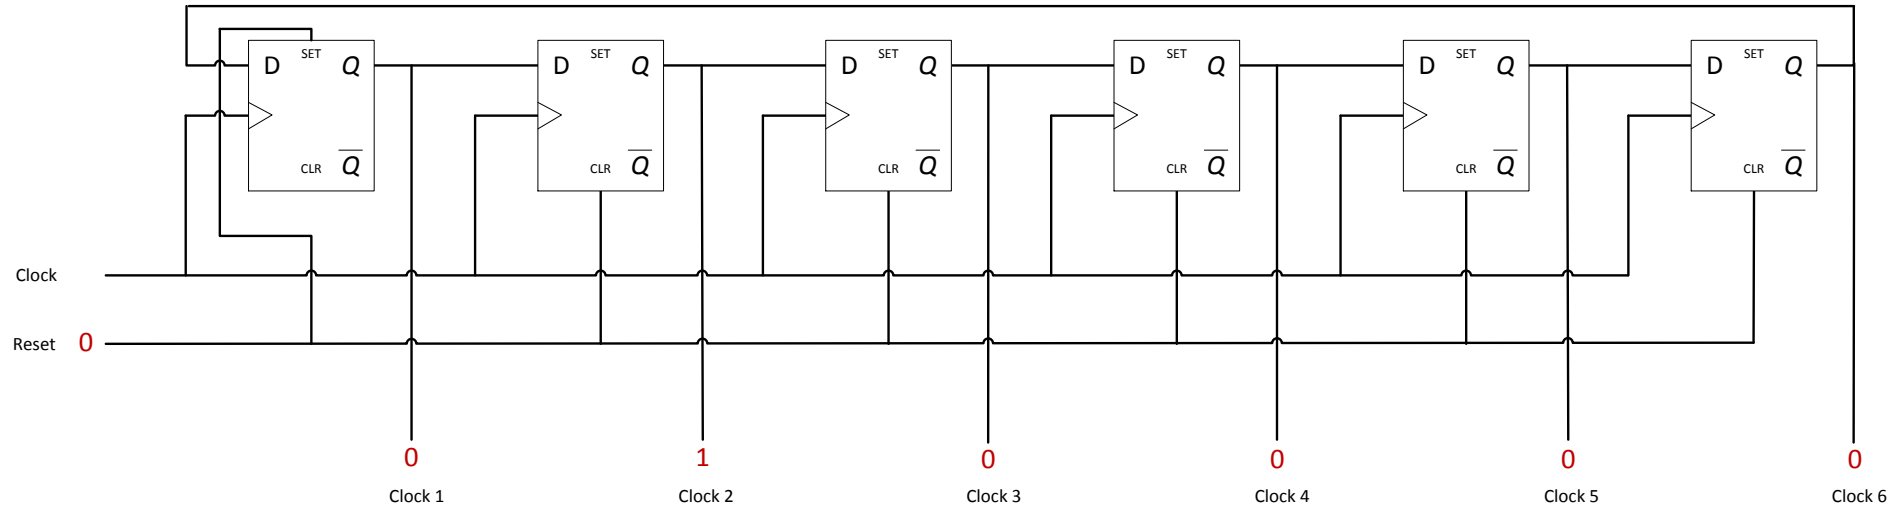 SET SET SET SET SET SET
D Q D Q D Q D Q D Q D Q
CLR Q CLR Q CLR Q CLR Q CLR Q CLR Q
Clock
Reset 0
0 1 0 0 0 0
Clock 1 Clock 2 Clock 3 Clock 4 Clock 5 Clock 6